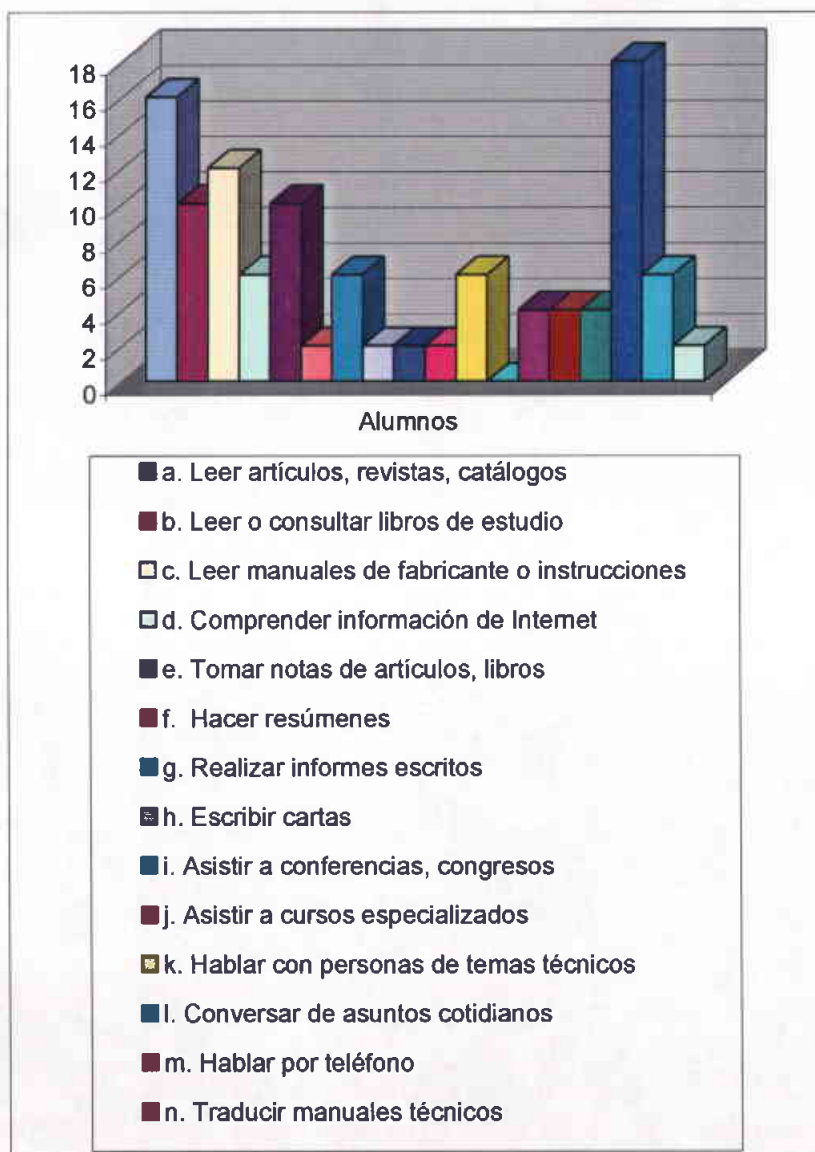 18
16
14
12
10
8
6
4
2
0
Alumnos
a. Leer artículos, revistas, catálogos
b. Leer o consultar libros de estudio
c. Leer manuales de fabricante o instrucciones
d. Comprender información de Internet
e. Tomar notas de artículos, libros
f. Hacer resúmenes
g. Realizar informes escritos
h. Escribir cartas
i. Asistir a conferencias, congresos
j. Asistir a cursos especializados
k. Hablar con personas de temas técnicos
l. Conversar de asuntos cotidianos
m. Hablar por teléfono
n. Traducir manuales técnicos